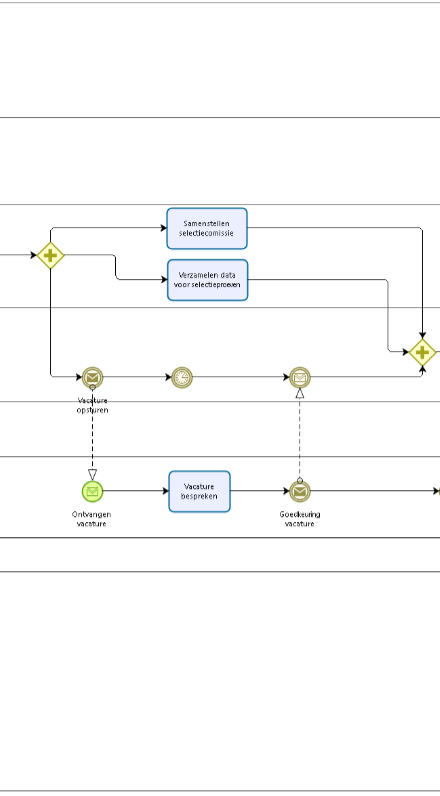 Samenstellen
selectiecomissie
Verzamelen data
voor selectieproeven
Vacature
opsturen
Vacature
bespreken
Ontvangen
vacature
Goedkeuring
vacature